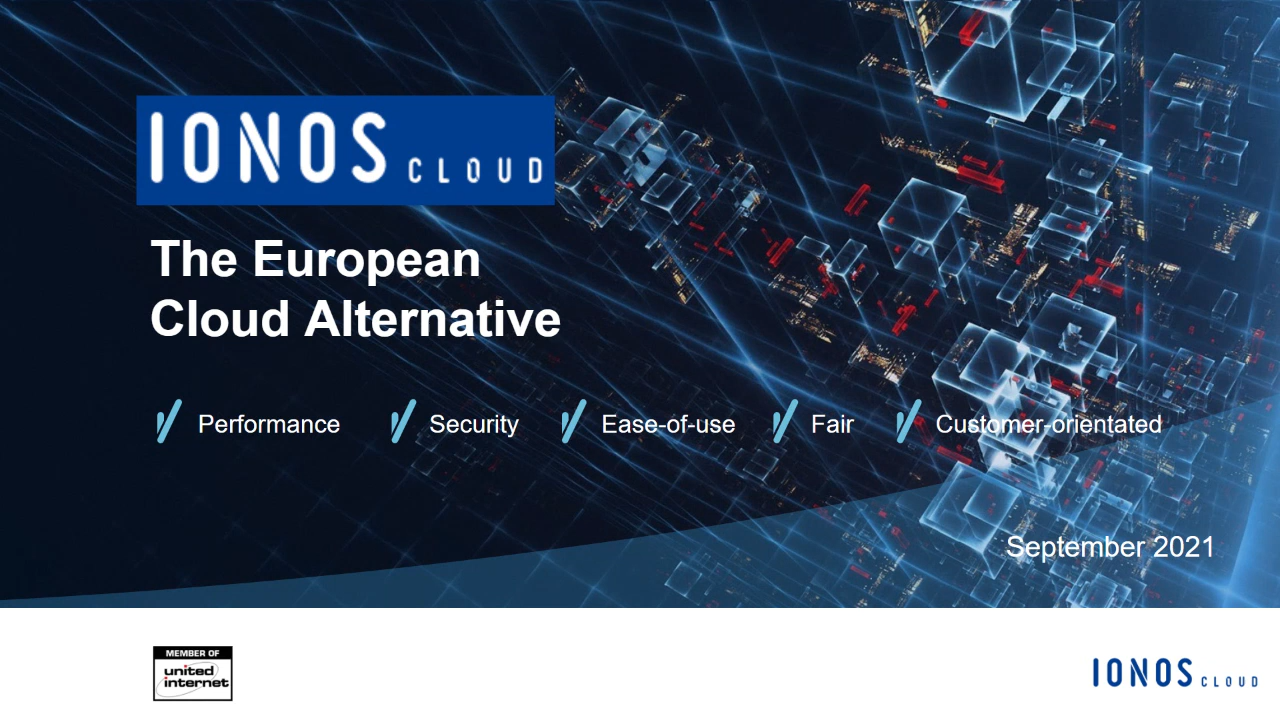 IONOS CLOUD
The European
Cloud Alternative
Performance Security Ease-of-use Fair Customer-orientated
September 2021
MEMBER OF
united
internet
IONOS CLOUD